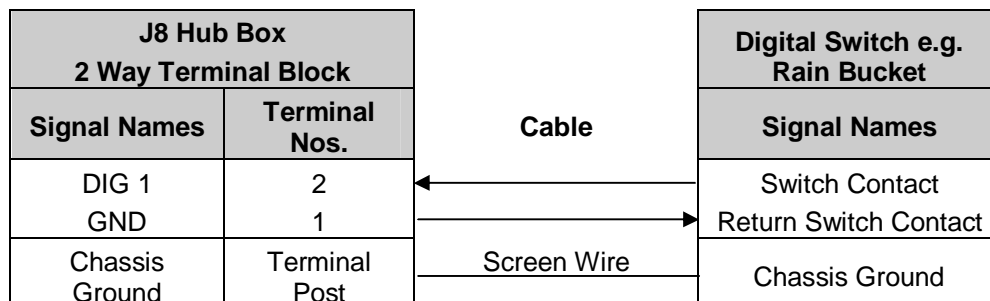 J8 Hub Box
2 Way Terminal Block
Digital Switch e.g.
Rain Bucket
Signal Names
Terminal
Nos.
Cable
Signal Names
DIG 1
2
Switch Contact
GND
1
Return Switch Contact
Chassis
Ground
Terminal
Post
Screen Wire
Chassis Ground